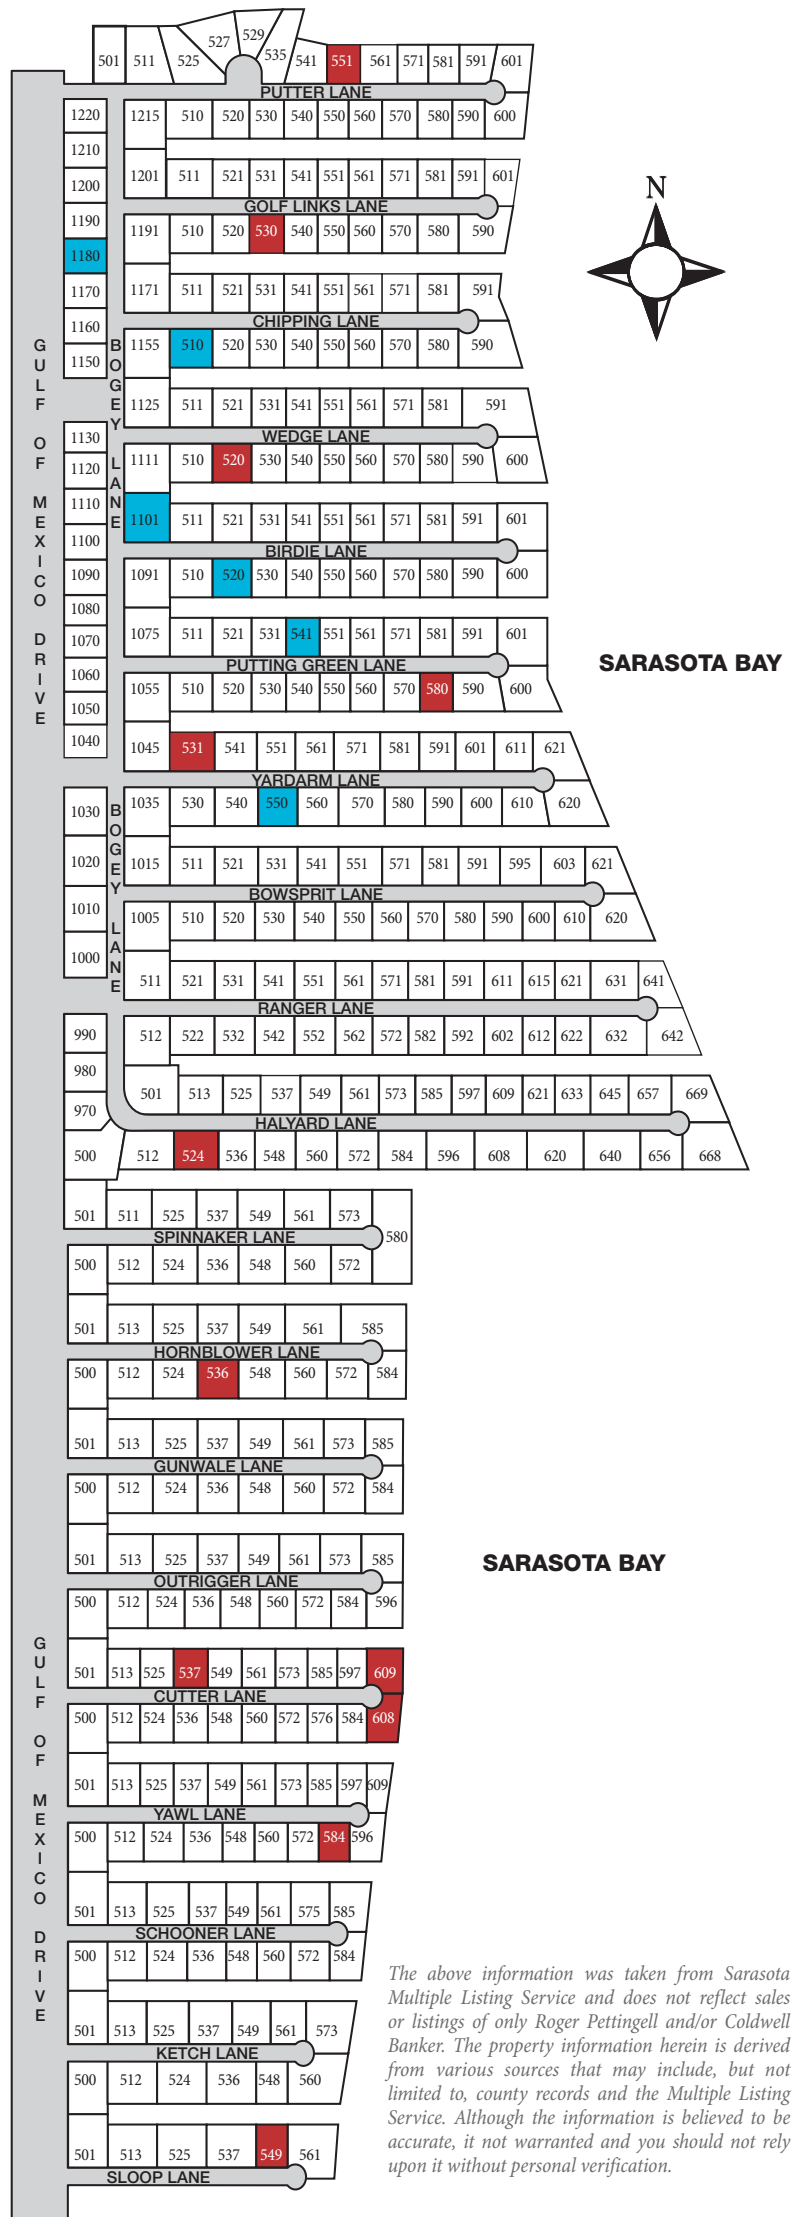 501 511 525 527 529 535 541 551 561 571 581 591 601
PUTTER LANE
1220 1215 510 520 530 540 550 560 570 580 590 600
1210
1200 1201 511 521 531 541 551 561 571 581 591 601
GOLF LINKS LANE
1190 1191 510 520 530 540 550 560 570 580 590
N
1180
1170 1171 511 521 531 541 551 561 571 581 591
CHIPPING LANE
1160
1150 1155 510 520 530 540 550 560 570 580 590
GULF OF MEXICO DRIVE
BOGEY LANE
1125 511 521 531 541 551 561 571 581 591
WEDGE LANE
1130
1120 1111 510 520 530 540 550 560 570 580 590 600
1110 1101 511 521 531 541 551 561 571 581 591 601
1100
BIRDIE LANE
1090 1091 510 520 530 540 550 560 570 580 590 600
1080
1070 1075 511 521 531 541 551 561 571 581 591 601
PUTTING GREEN LANE
SARASOTA BAY
1060 1055 510 520 530 540 550 560 570 580 590 600
1050
1040 1045 531 541 551 561 571 581 591 601 611 621
YARDARM LANE
1030 1035 530 540 550 560 570 580 590 600 610 620
BOGEY LANE
1020 1015 511 521 531 541 551 571 581 591 595 603 621
BOWSPRIT LANE
1010 1005 510 520 530 540 550 560 570 580 590 600 610 620
1000 511 521 531 541 551 561 571 581 591 611 615 621 631 641
RANGER LANE
990 512 522 532 542 552 562 572 582 592 602 612 622 632 642
980
970 501 513 525 537 549 561 573 585 597 609 621 633 645 657 669
HALYARD LANE
500 512 524 536 548 560 572 584 596 608 620 640 656 668
501 511 525 537 549 561 573 580
SPINNAKER LANE
500 512 524 536 548 560 572
501 513 525 537 549 561 585
HORNBLOWER LANE
500 512 524 536 548 560 572 584
501 513 525 537 549 561 573 585
GUNWALE LANE
500 512 524 536 548 560 572 584
501 513 525 537 549 561 573 585
SARASOTA BAY
OUTRIGGER LANE
500 512 524 536 548 560 572 584 596
GULF OF MEXICO DRIVE
501 513 525 537 549 561 573 585 597 609
CUTTER LANE
500 512 524 536 548 560 572 576 584 608
501 513 525 537 549 561 573 585 597 609
YAWL LANE
500 512 524 536 548 560 572 584 596
501 513 525 537 549 561 575 585
SCHOONER LANE
500 512 524 536 548 560 572 584
501 513 525 537 549 561 573
KETCH LANE
500 512 524 536 548 560
501 513 525 537 549 561
SLOOP LANE
The above information was taken from Sarasota
Multiple Listing Service and does not reflect sales
or listings of only Roger Pettingell and/or Coldwell
Banker. The property information herein is derived
from various sources that may include, but not
limited to, county records and the Multiple Listing
Service. Although the information is believed to be
accurate, it not warranted and you should not rely
upon it without personal verification.